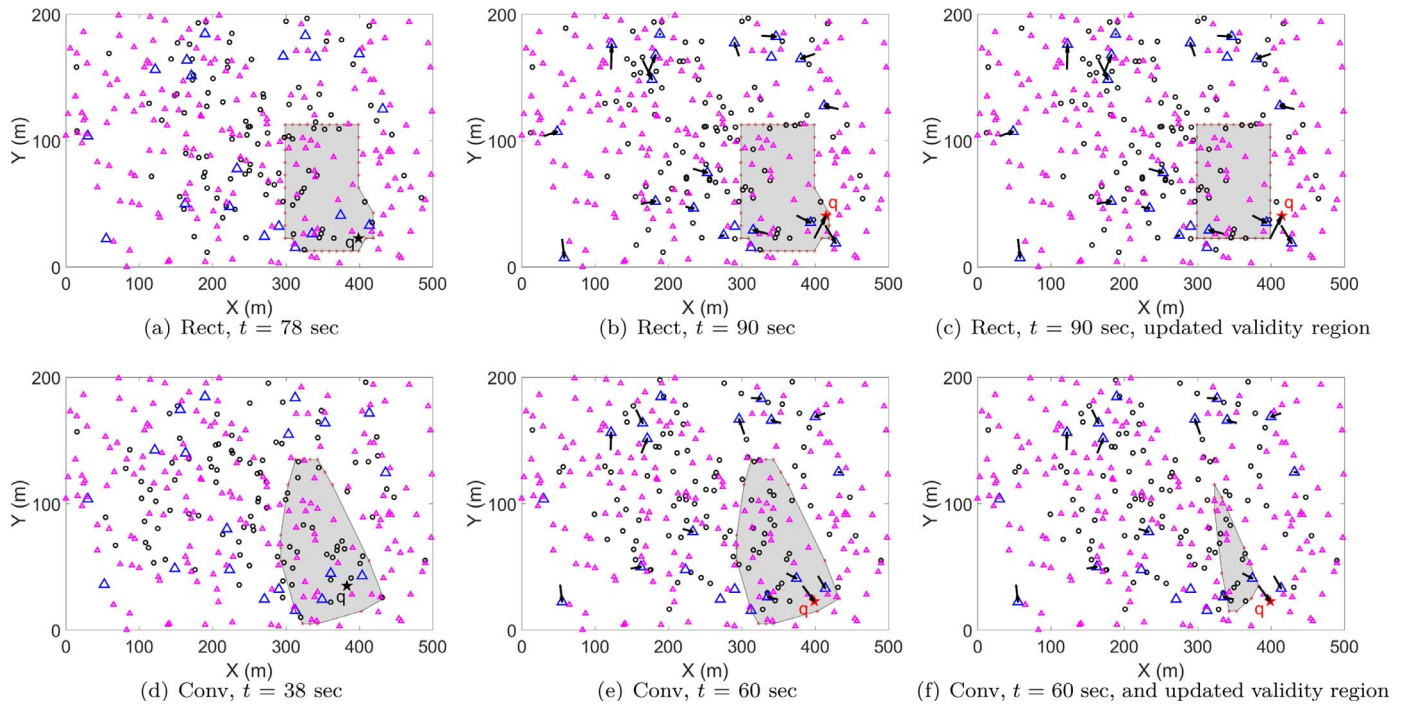 200
100
0
Y (m)
q
0
100
200
300
400
500
X (m)
(a) Rect, t = 78 sec
200
100
0
Y (m)
q
0
100
200
300
400
500
X (m)
(b) Rect, t = 90 sec
200
100
0
Y (m)
q
0
100
200
300
400
500
X (m)
(c) Rect, t = 90 sec, updated validity region
200
100
0
Y (m)
q
0
100
200
300
400
500
X (m)
(d) Conv, t = 38 sec
200
100
0
Y (m)
q
0
100
200
300
400
500
X (m)
(e) Conv, t = 60 sec
200
100
0
Y (m)
q
0
100
200
300
400
500
X (m)
(f) Conv, t = 60 sec, and updated validity region